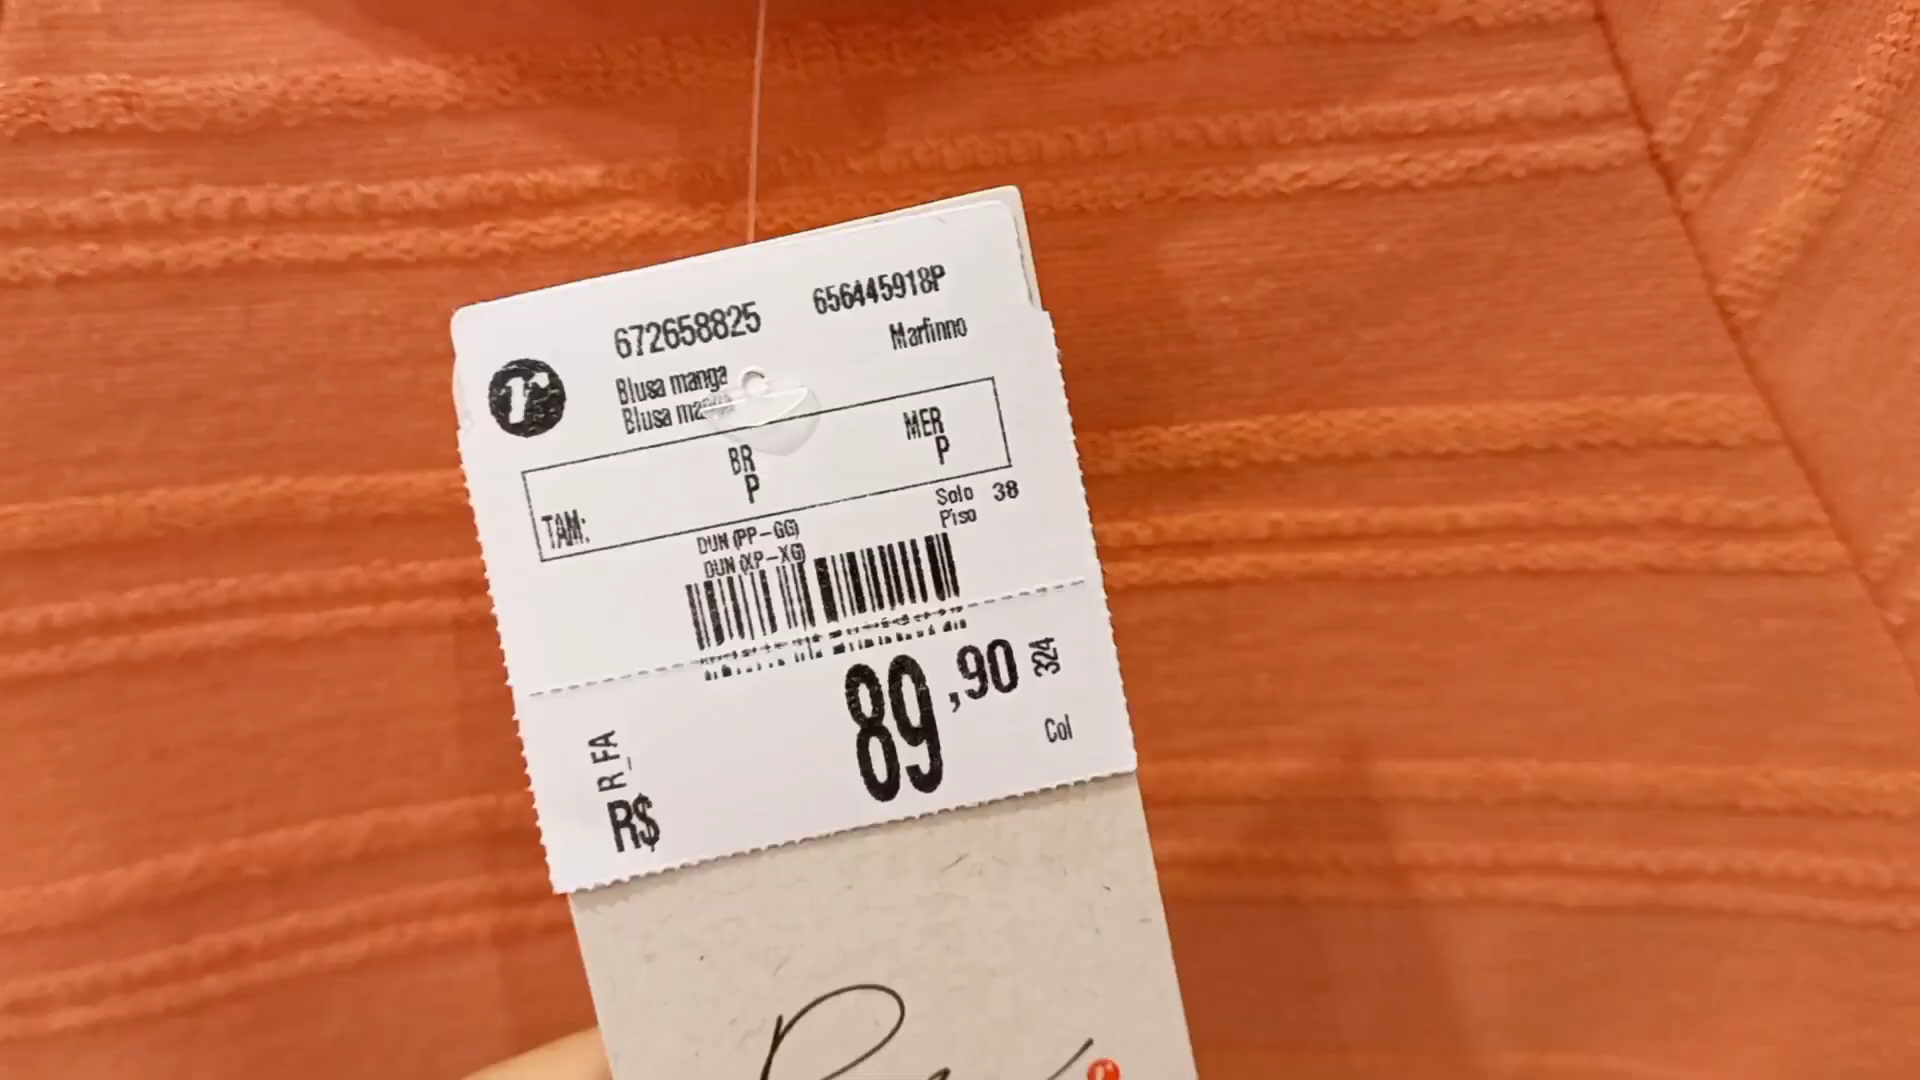 672658825 656445918P
Marfinno
r
Blusa manga
Blusa manga
BR MER
P P
TAM:
Solo 38
Piso
DUN (PP-GG)
DUN (XP-XG)
89,90 324
R_FA
Col
R$